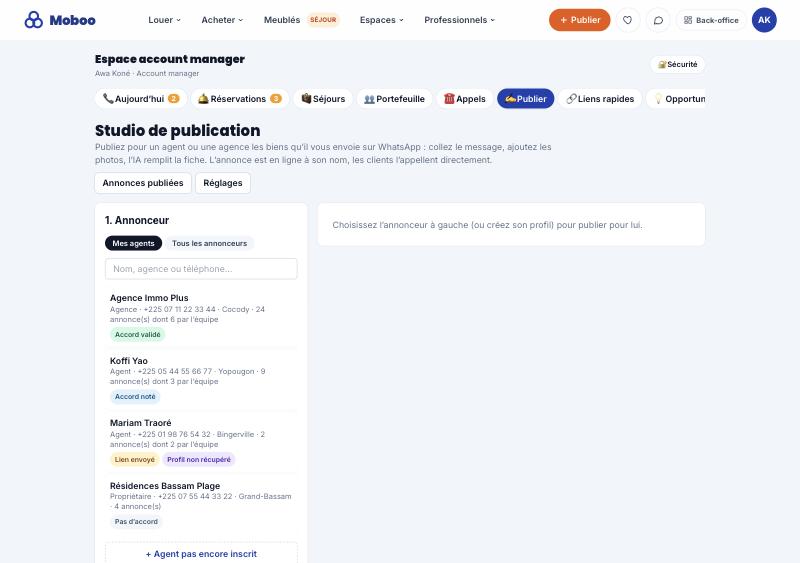 Moboo
Louer
Acheter
Meublés SÉJOUR
Espaces
Professionnels
+ Publier
Back-office
AK
Espace account manager
Awa Koné · Account manager
Sécurité
Aujourd'hui 2
Réservations 3
Séjours
Portefeuille
Appels
Publier
Liens rapides
Opportun
Studio de publication
Publiez pour un agent ou une agence les biens qu'il vous envoie sur WhatsApp : collez le message, ajoutez les
photos, l'IA remplit la fiche. L'annonce est en ligne à son nom, les clients l'appellent directement.
Annonces publiées
Réglages
1. Annonceur
Mes agents
Tous les annonceurs
Nom, agence ou téléphone...
Agence Immo Plus
Agence · +225 07 11 22 33 44 · Cocody · 24
annonce(s) dont 6 par l'équipe
Accord validé
Koffi Yao
Agent · +225 05 44 55 66 77 · Yopougon · 9
annonce(s) dont 3 par l'équipe
Accord noté
Mariam Traoré
Agent · +225 01 98 76 54 32 · Bingerville · 2
annonce(s) dont 2 par l'équipe
Lien envoyé
Profil non récupéré
Résidences Bassam Plage
Propriétaire · +225 07 55 44 33 22 · Grand-Bassam
· 4 annonce(s)
Pas d'accord
+ Agent pas encore inscrit
Choisissez l'annonceur à gauche (ou créez son profil) pour publier pour lui.